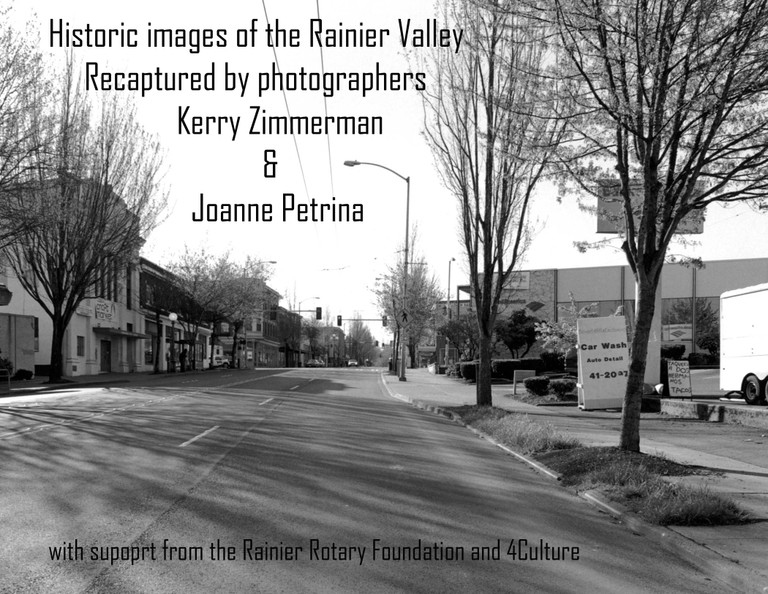 Historic images of the Rainier Valley
Recaptured by photographers
Kerry Zimmerman
&
Joanne Petrina
Car Wash
Auto Detail
TACOS
with supoprt from the Rainier Rotary Foundation and 4Culture